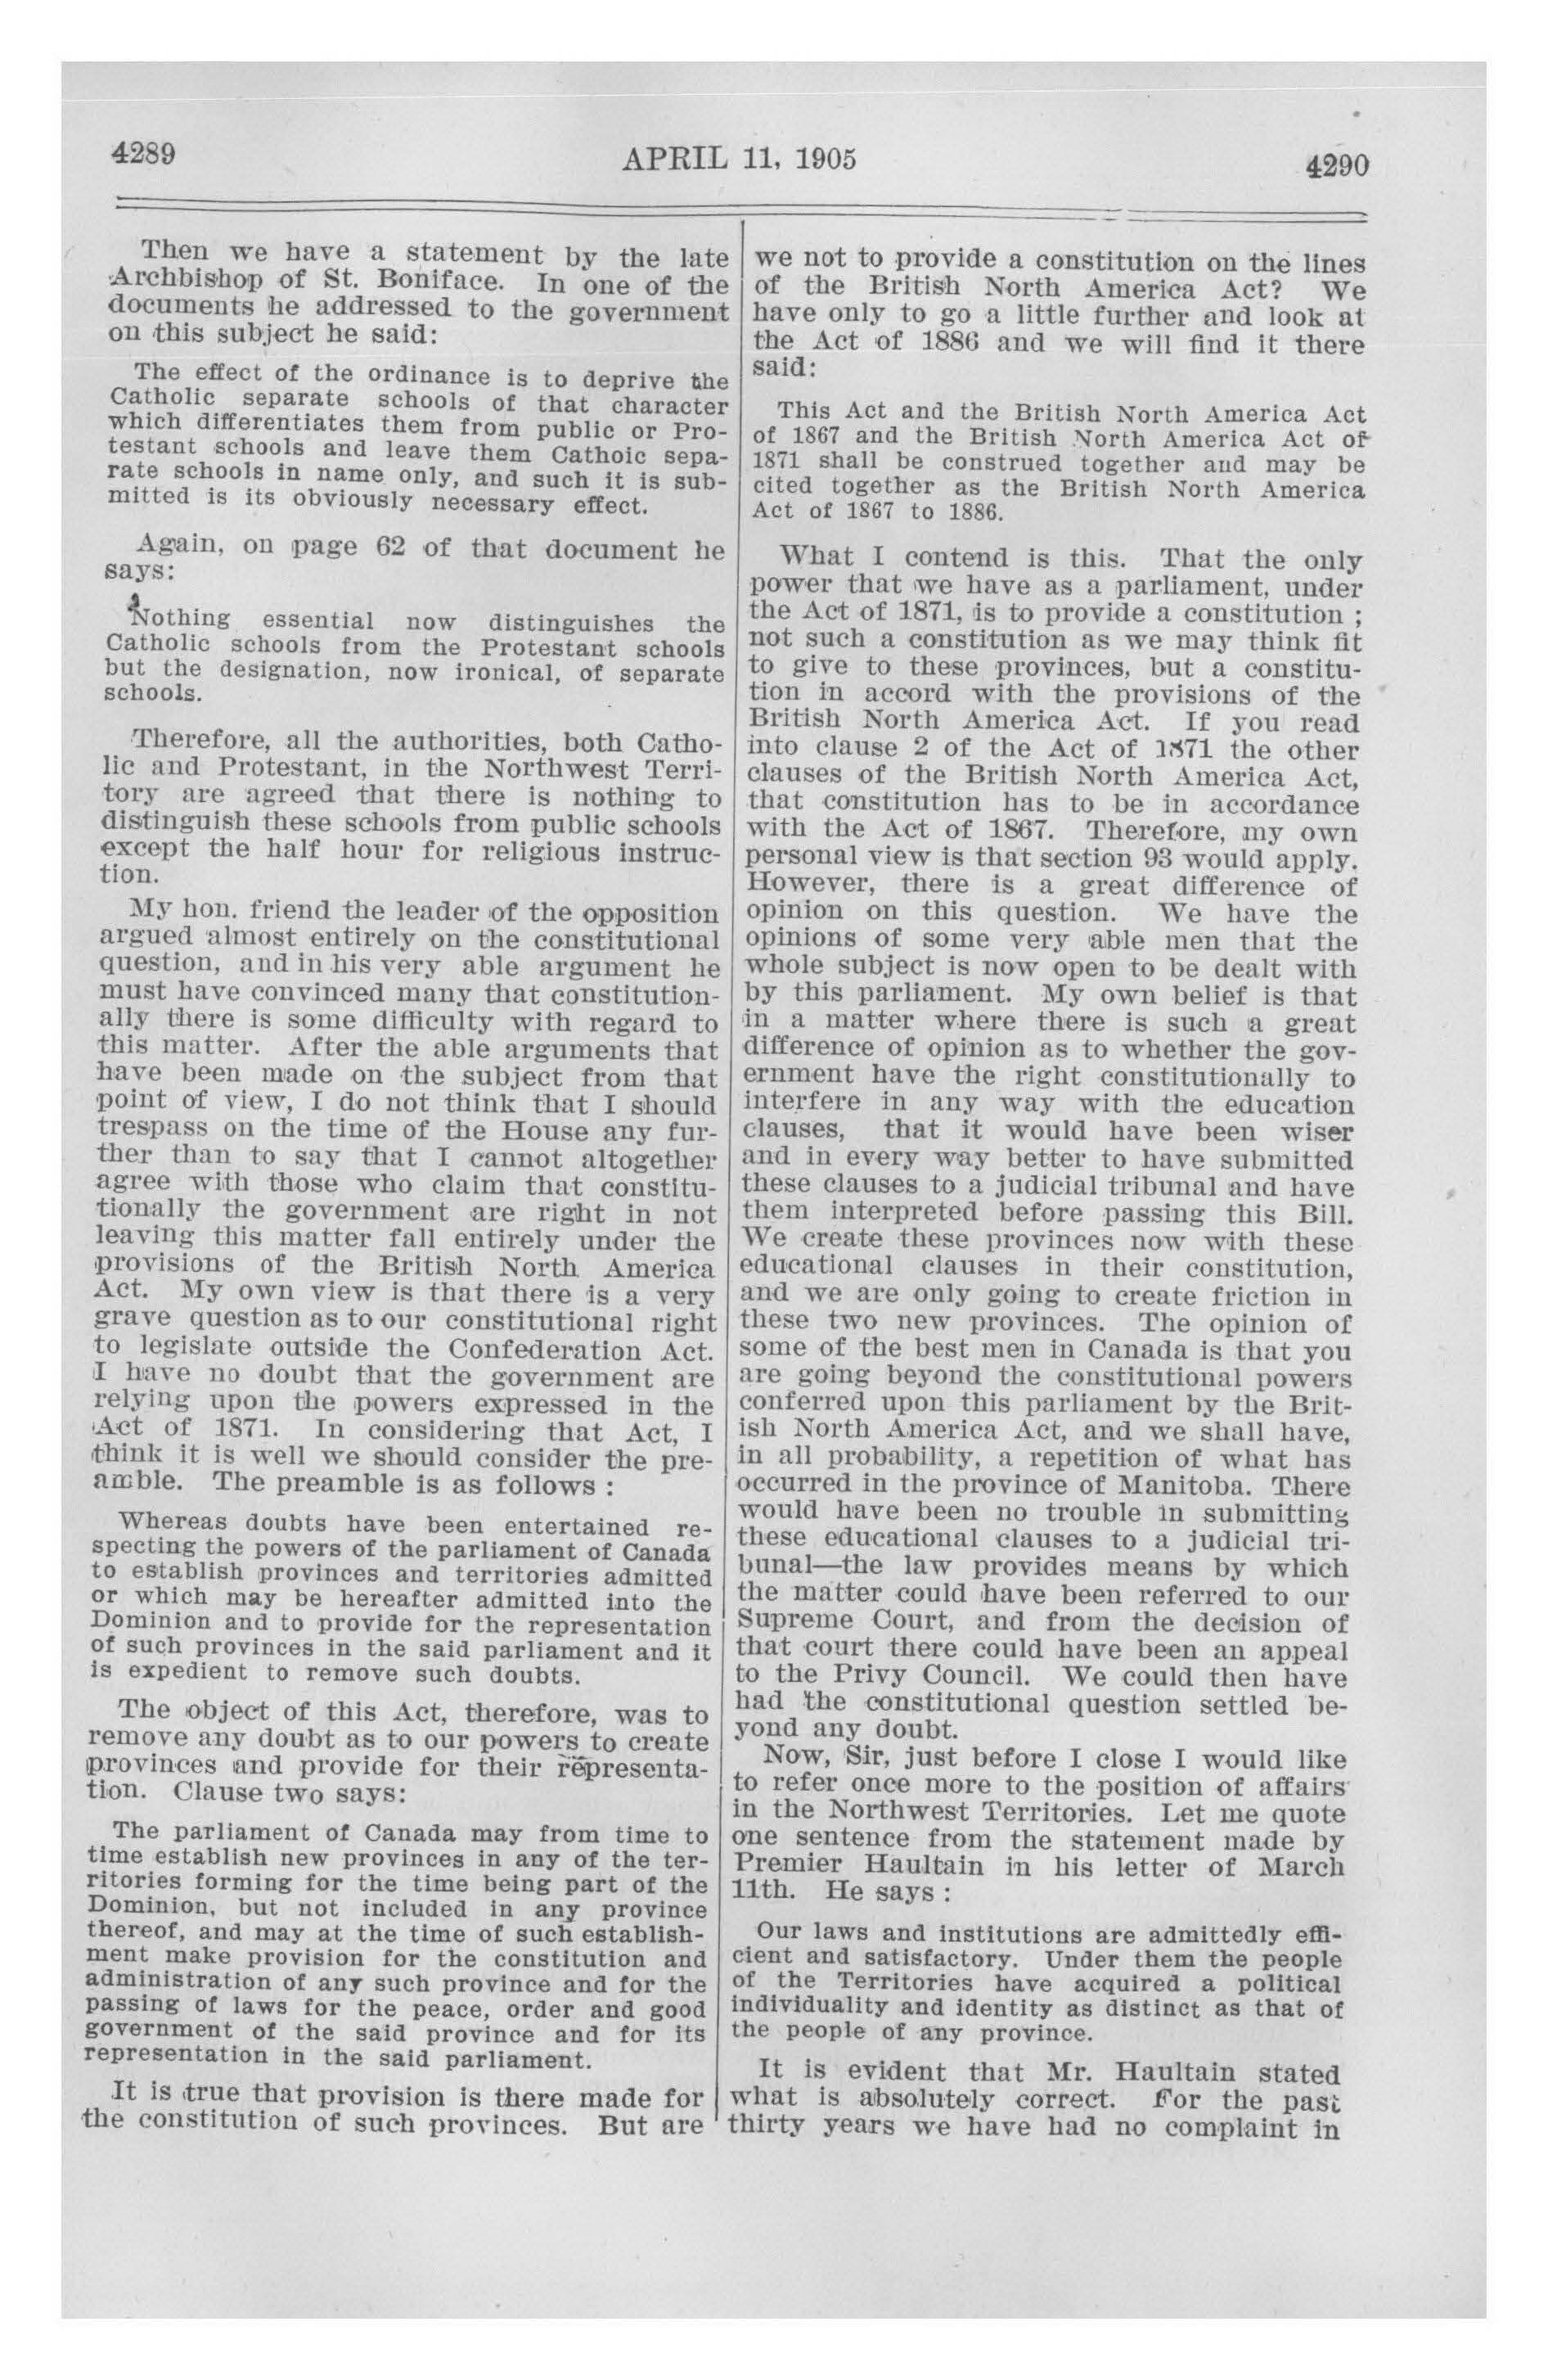 4289
APRIL 11, 1905
4290
Then we have a statement by the late
Archbishop of St. Boniface. In one of the
documents he addressed to the government
on this subject he said:
The effect of the ordinance is to deprive the
Catholic separate schools of that character
which differentiates them from public or Pro-
testant schools and leave them Cathoic sepa-
rate schools in name only, and such it is sub-
mitted is its obviously necessary effect.
Again, on page 62 of that document he
says:
Nothing essential now distinguishes the
Catholic schools from the Protestant schools
but the designation, now ironical, of separate
schools.
Therefore, all the authorities, both Catho-
lic and Protestant, in the Northwest Terri-
tory are agreed that there is nothing to
distinguish these schools from public schools
except the half hour for religious instruc-
tion.
My hon. friend the leader of the opposition
argued almost entirely on the constitutional
question, and in his very able argument he
must have convinced many that constitution-
ally there is some difficulty with regard to
this matter. After the able arguments that
have been made on the subject from that
point of view, I do not think that I should
trespass on the time of the House any fur-
ther than to say that I cannot altogether
agree with those who claim that constitu-
tionally the government are right in not
leaving this matter fall entirely under the
provisions of the British North America
Act. My own view is that there is a very
grave question as to our constitutional right
to legislate outside the Confederation Act.
I have no doubt that the government are
relying upon the powers expressed in the
Act of 1871. In considering that Act, I
think it is well we should consider the pre-
amble. The preamble is as follows :
Whereas doubts have been entertained re-
specting the powers of the parliament of Canada
to establish provinces and territories admitted
or which may be hereafter admitted into the
Dominion and to provide for the representation
of such provinces in the said parliament and it
is expedient to remove such doubts.
The object of this Act, therefore, was to
remove any doubt as to our powers to create
provinces and provide for their representa-
tion. Clause two says:
The parliament of Canada may from time to
time establish new provinces in any of the ter-
ritories forming for the time being part of the
Dominion, but not included in any province
thereof, and may at the time of such establish-
ment make provision for the constitution and
administration of any such province and for the
passing of laws for the peace, order and good
government of the said province and for its
representation in the said parliament.
It is true that provision is there made for
the constitution of such provinces. But are
we not to provide a constitution on the lines
of the British North America Act? We
have only to go a little further and look at
the Act of 1886 and we will find it there
said:
This Act and the British North America Act
of 1867 and the British North America Act of
1871 shall be construed together and may be
cited together as the British North America
Act of 1867 to 1886.
What I contend is this. That the only
power that we have as a parliament, under
the Act of 1871, is to provide a constitution ;
not such a constitution as we may think fit
to give to these provinces, but a constitu-
tion in accord with the provisions of the
British North America Act. If you read
into clause 2 of the Act of 1871 the other
clauses of the British North America Act,
that constitution has to be in accordance
with the Act of 1867. Therefore, my own
personal view is that section 93 would apply.
However, there is a great difference of
opinion on this question. We have the
opinions of some very able men that the
whole subject is now open to be dealt with
by this parliament. My own belief is that
in a matter where there is such a great
difference of opinion as to whether the gov-
ernment have the right constitutionally to
interfere in any way with the education
clauses, that it would have been wiser
and in every way better to have submitted
these clauses to a judicial tribunal and have
them interpreted before passing this Bill.
We create these provinces now with these
educational clauses in their constitution,
and we are only going to create friction in
these two new provinces. The opinion of
some of the best men in Canada is that you
are going beyond the constitutional powers
conferred upon this parliament by the Brit-
ish North America Act, and we shall have,
in all probability, a repetition of what has
occurred in the province of Manitoba. There
would have been no trouble in submitting
these educational clauses to a judicial tri-
bunal—the law provides means by which
the matter could have been referred to our
Supreme Court, and from the decision of
that court there could have been an appeal
to the Privy Council. We could then have
had the constitutional question settled be-
yond any doubt.
Now, Sir, just before I close I would like
to refer once more to the position of affairs
in the Northwest Territories. Let me quote
one sentence from the statement made by
Premier Haultain in his letter of March
11th. He says :
Our laws and institutions are admittedly effi-
cient and satisfactory. Under them the people
of the Territories have acquired a political
individuality and identity as distinct as that of
the people of any province.
It is evident that Mr. Haultain stated
what is absolutely correct. For the past
thirty years we have had no complaint in